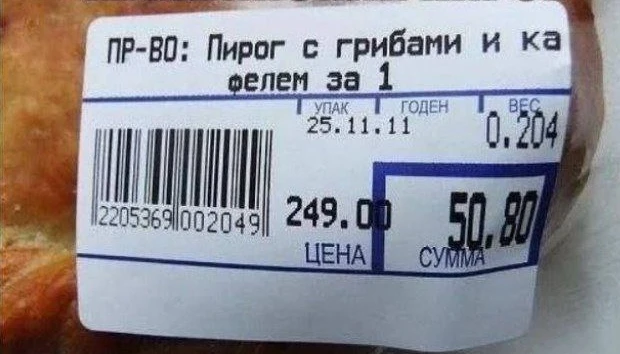 ПР-ВО: Пирог с грибами и ка
фелем за 1
УПАК ГОДЕН ВЕС
25.11.11 0.204
2205369 002049 249.00 50.80
ЦЕНА СУММА